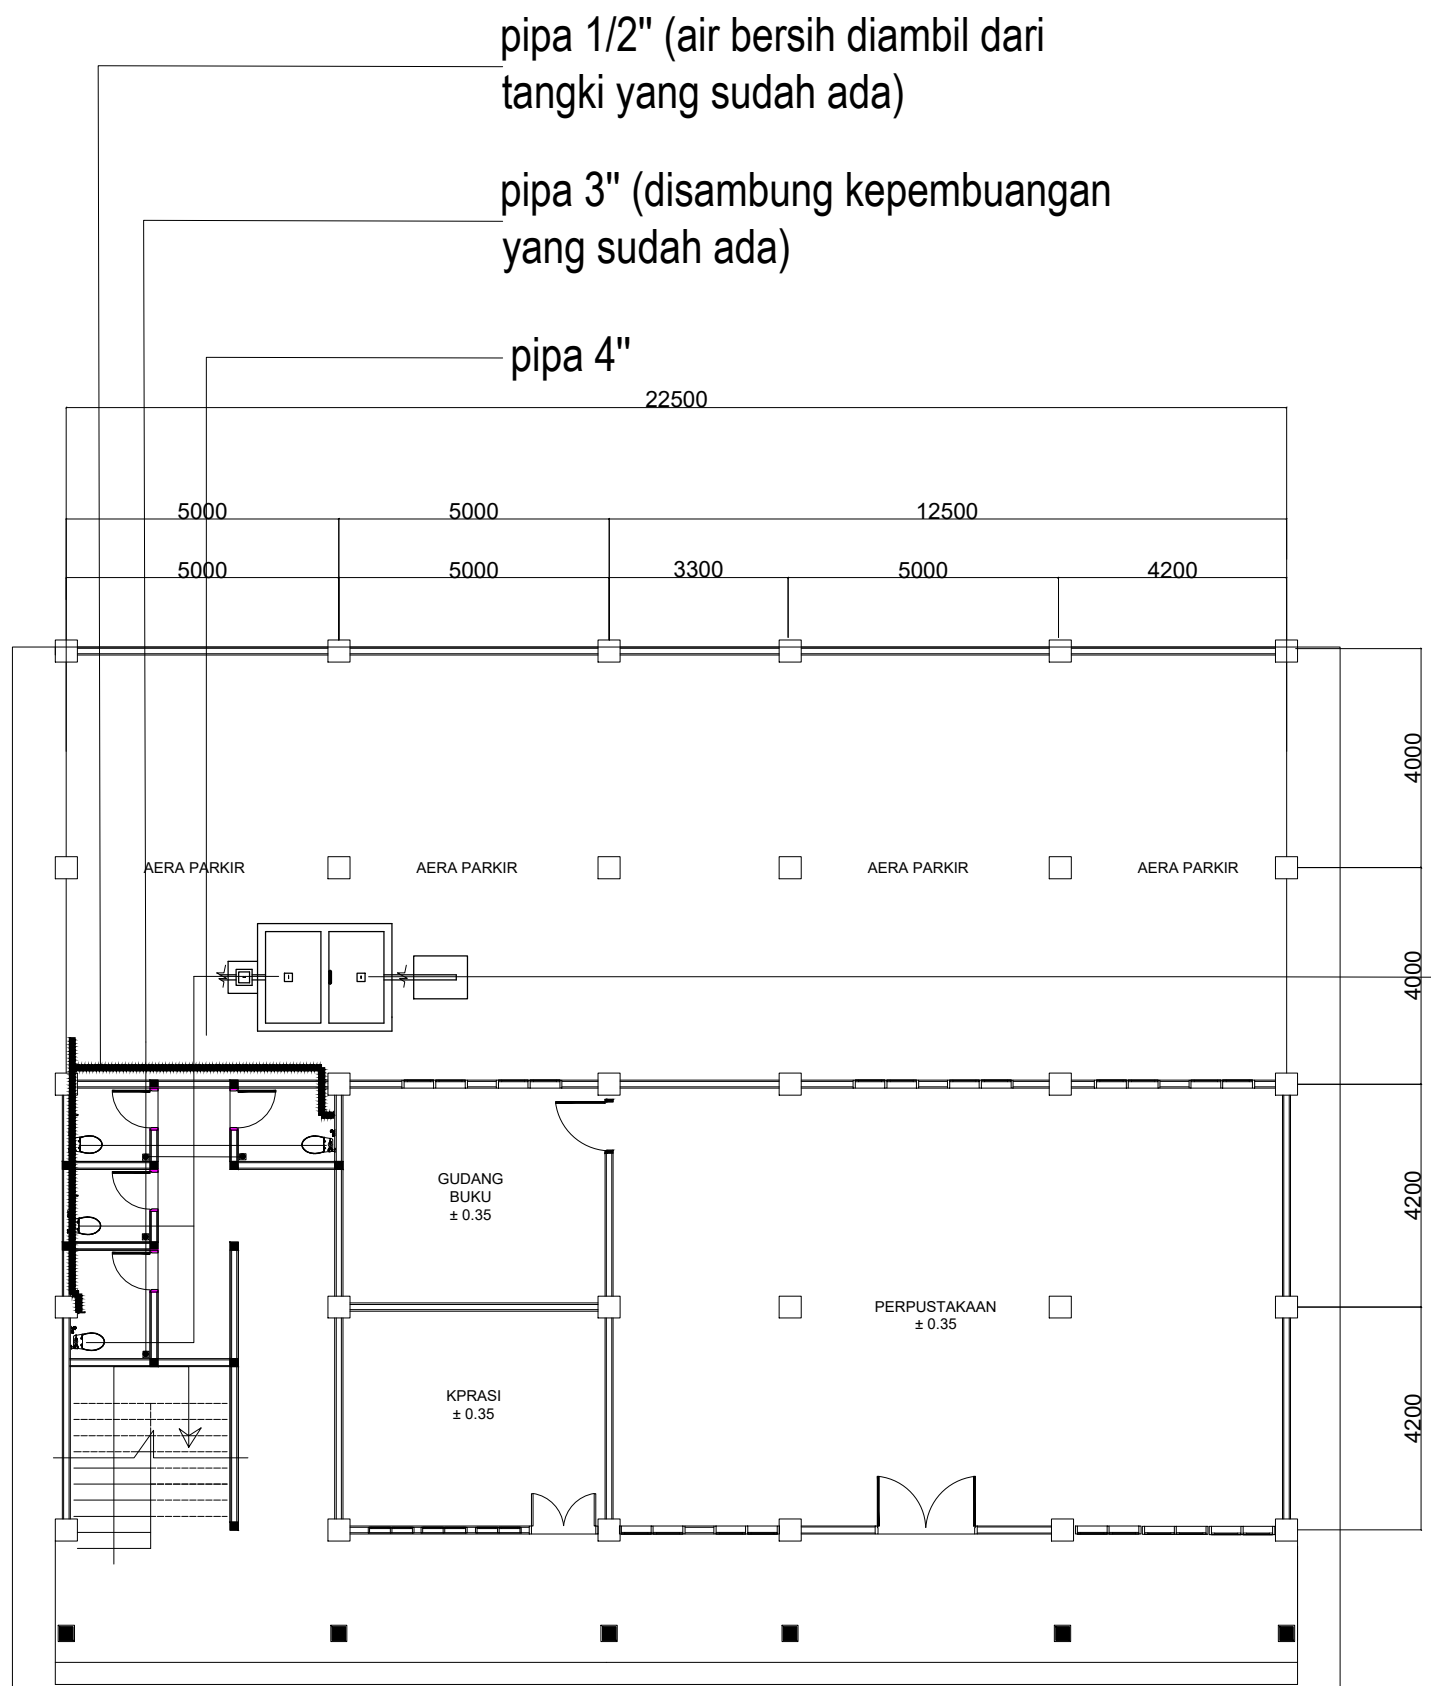 pipa 1/2" (air bersih diambil dari
tangki yang sudah ada)
pipa 3" (disambung kepembuangan
yang sudah ada)
pipa 4"
22500
5000
5000
12500
5000
5000
3300
5000
4200
4000
AERA PARKIR
AERA PARKIR
AERA PARKIR
AERA PARKIR
4000
GUDANG
BUKU
± 0.35
4200
PERPUSTAKAAN
± 0.35
KPRASI
± 0.35
4200